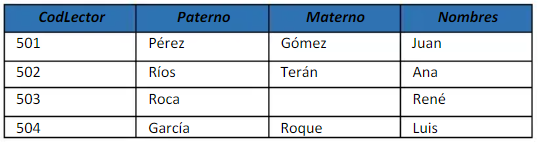 CodLector Paterno Materno Nombres
501 Pérez Gómez Juan
502 Ríos Terán Ana
503 Roca René
504 García Roque Luis